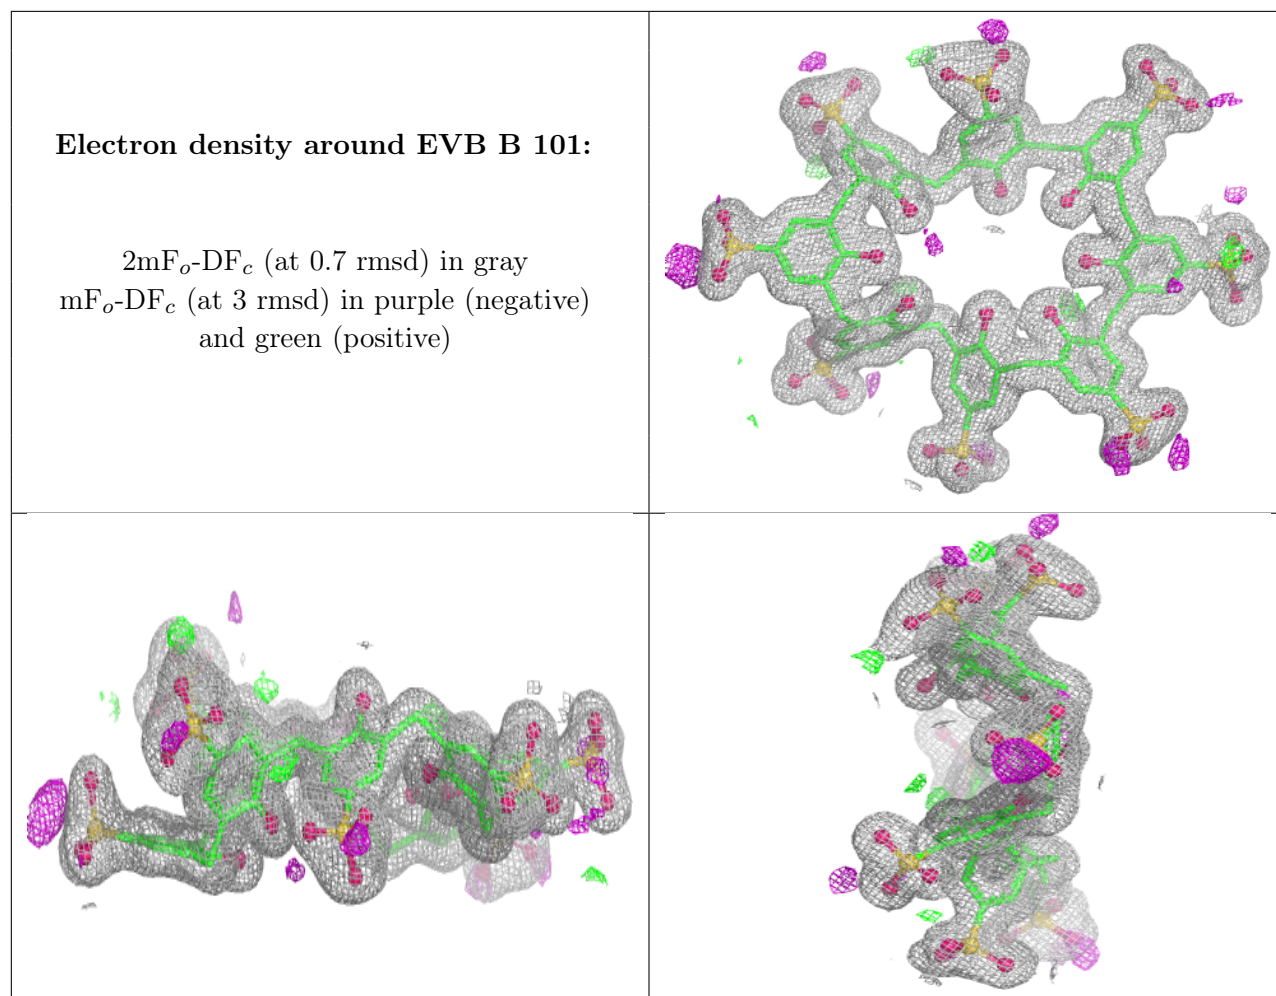 Electron density around EVB B 101:
2mFo-DFc (at 0.7 rmsd) in gray
mFo-DFc (at 3 rmsd) in purple (negative)
and green (positive)